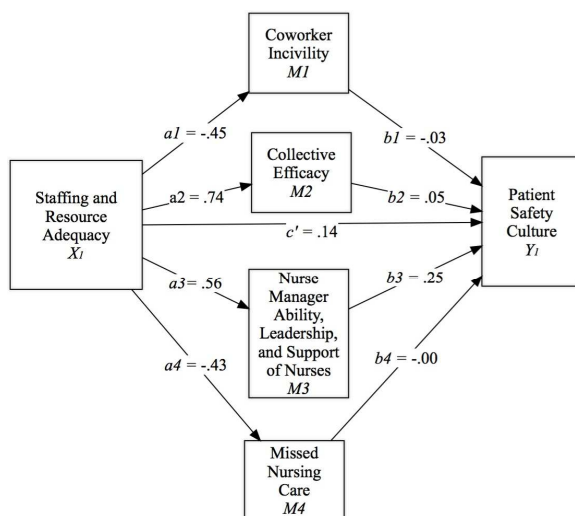 Coworker
Incivility
M1
a1 = -.45
b1 = -.03
Collective
Efficacy
M2
Staffing and
Resource
Adequacy
X1
a2 = .74
b2 = .05
Patient
Safety
Culture
Y1
c' = .14
a3 = .56
Nurse
Manager
Ability,
Leadership,
and Support
of Nurses
M3
b3 = .25
a4 = -.43
b4 = -.00
Missed
Nursing
Care
M4